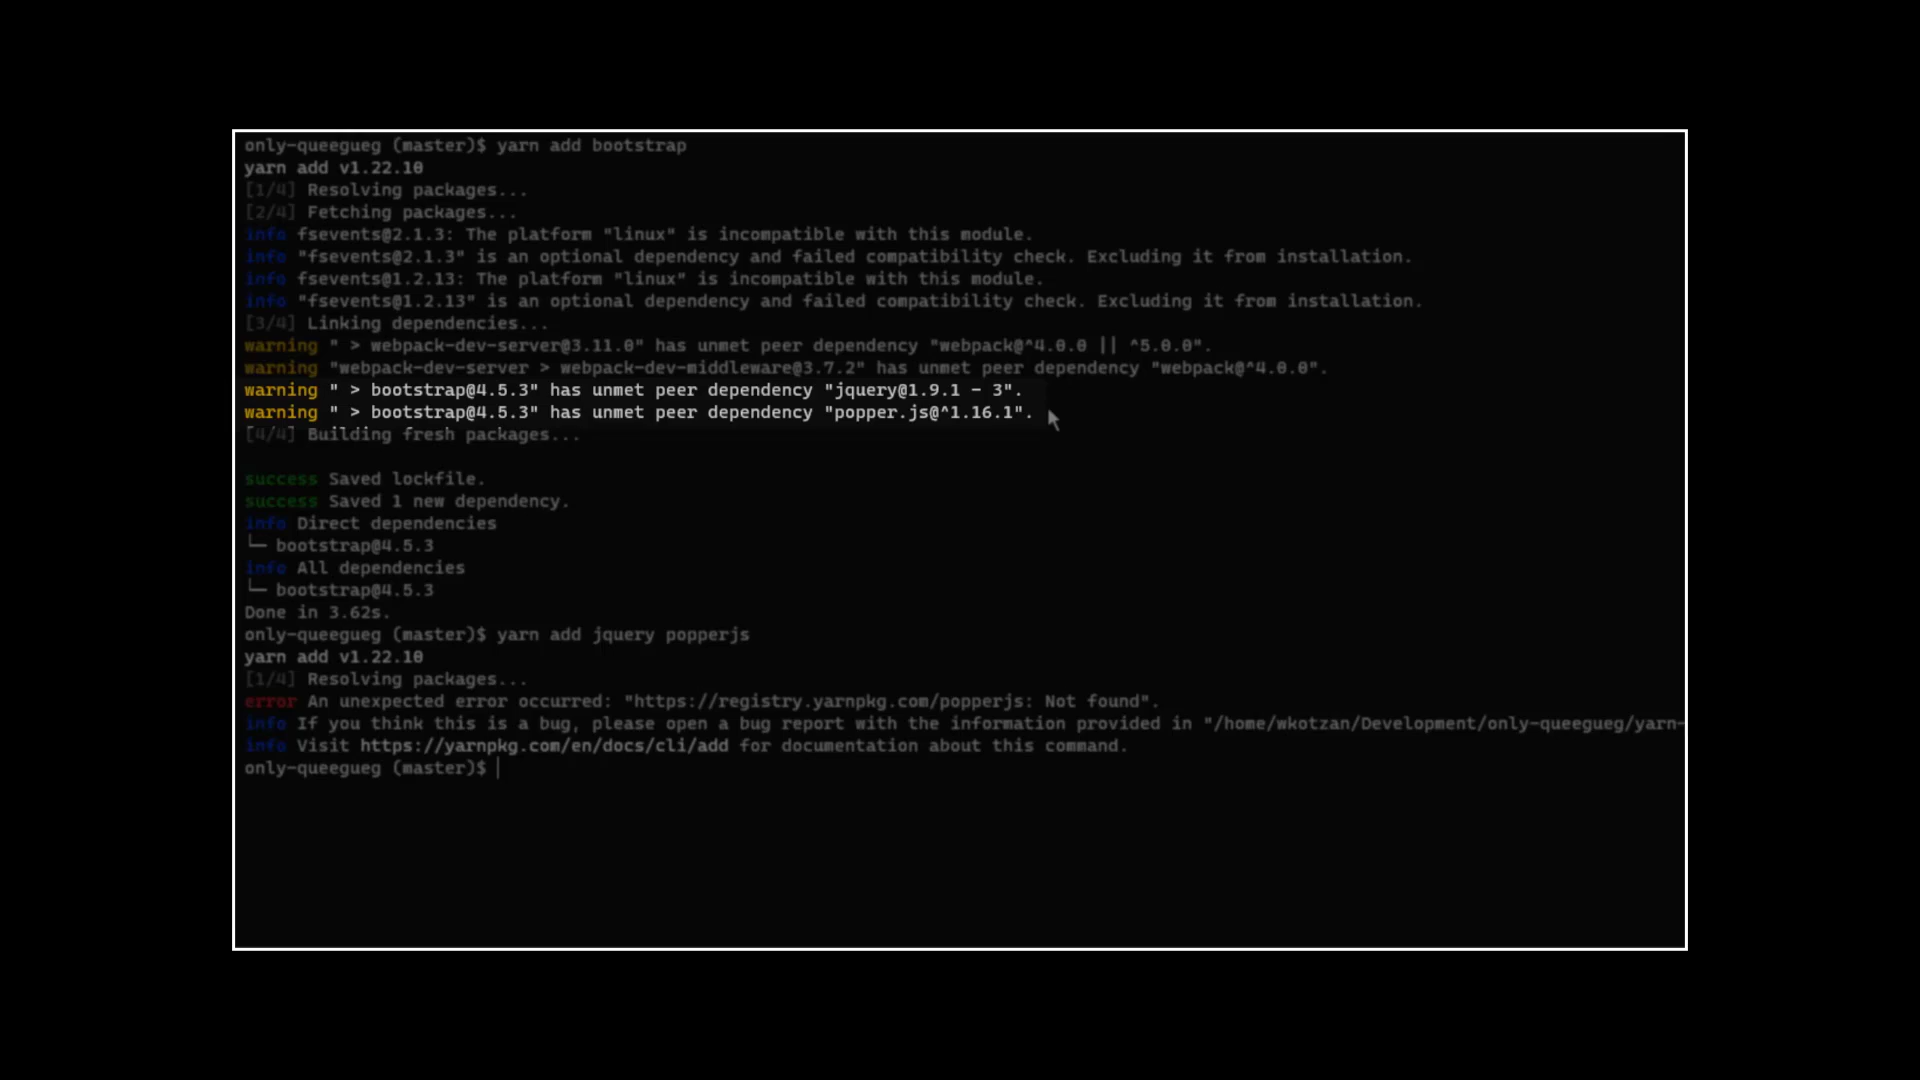 only-queegueg (master)$ yarn add bootstrap
yarn add v1.22.10
[1/4] Resolving packages...
[2/4] Fetching packages...
info fsevents@2.1.3: The platform "linux" is incompatible with this module.
info "fsevents@2.1.3" is an optional dependency and failed compatibility check. Excluding it from installation.
info fsevents@1.2.13: The platform "linux" is incompatible with this module.
info "fsevents@1.2.13" is an optional dependency and failed compatibility check. Excluding it from installation.
[3/4] Linking dependencies...
warning " > webpack-dev-server@3.11.0" has unmet peer dependency "webpack@^4.0.0 || ^5.0.0".
warning "webpack-dev-server > webpack-dev-middleware@3.7.2" has unmet peer dependency "webpack@^4.0.0".
warning " > bootstrap@4.5.3" has unmet peer dependency "jquery@1.9.1 - 3".
warning " > bootstrap@4.5.3" has unmet peer dependency "popper.js@^1.16.1".
[4/4] Building fresh packages...
success Saved lockfile.
success Saved 1 new dependency.
info Direct dependencies
└─ bootstrap@4.5.3
info All dependencies
└─ bootstrap@4.5.3
Done in 3.62s.
only-queegueg (master)$ yarn add jquery popperjs
yarn add v1.22.10
[1/4] Resolving packages...
error An unexpected error occurred: "https://registry.yarnpkg.com/popperjs: Not found".
info If you think this is a bug, please open a bug report with the information provided in "/home/wkotzan/Development/only-queegueg/yarn-
info Visit https://yarnpkg.com/en/docs/cli/add for documentation about this command.
only-queegueg (master)$